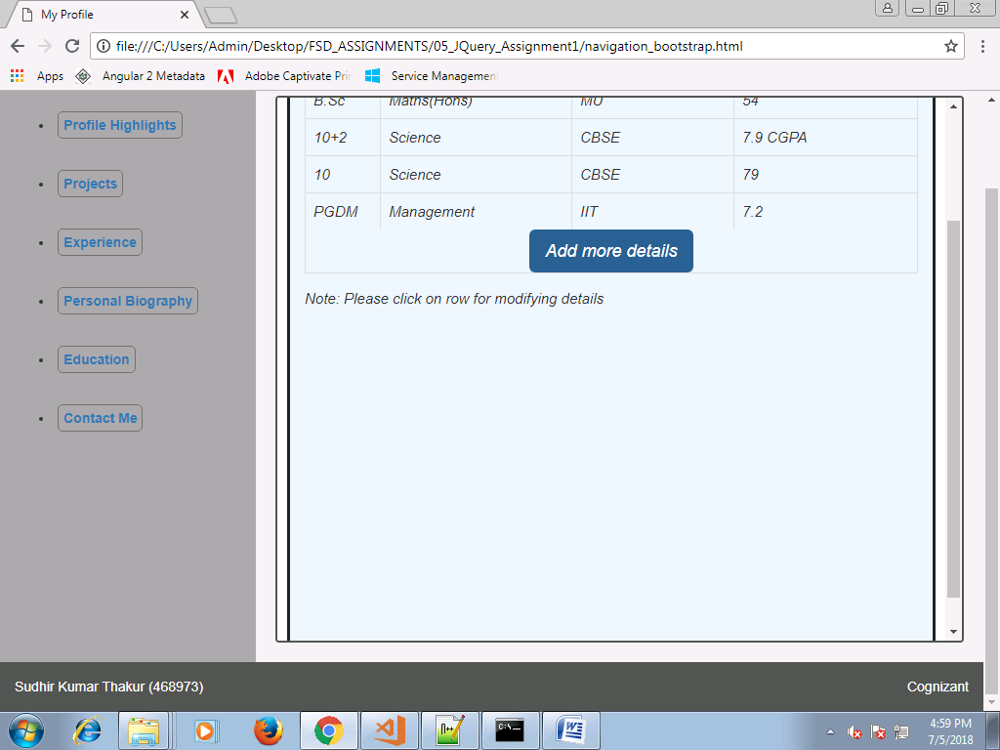 My Profile
file:///C:/Users/Admin/Desktop/FSD_ASSIGNMENTS/05_JQuery_Assignment1/navigation_bootstrap.html
Apps Angular 2 Metadata Adobe Captivate Pri Service Management
Profile Highlights
Projects
Experience
Personal Biography
Education
Contact Me
B.Sc Maths(Hons) MU 54
10+2 Science CBSE 7.9 CGPA
10 Science CBSE 79
PGDM Management IIT 7.2
Add more details
Note: Please click on row for modifying details
Sudhir Kumar Thakur (468973) Cognizant
4:59 PM
7/5/2018